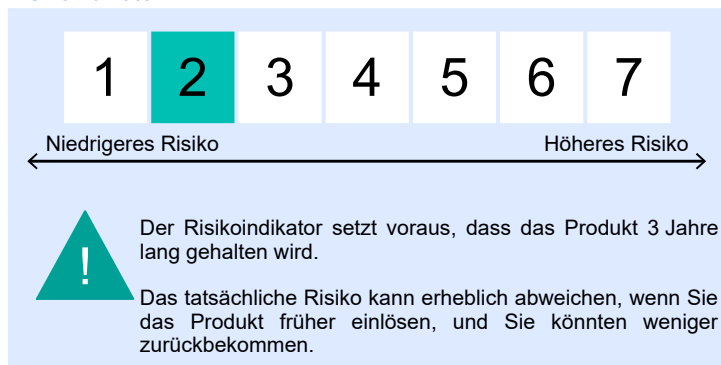 1 2 3 4 5 6 7
Niedrigeres Risiko Höheres Risiko
! Der Risikoindikator setzt voraus, dass das Produkt 3 Jahre
lang gehalten wird.
Das tatsächliche Risiko kann erheblich abweichen, wenn Sie
das Produkt früher einlösen, und Sie könnten weniger
zurückbekommen.